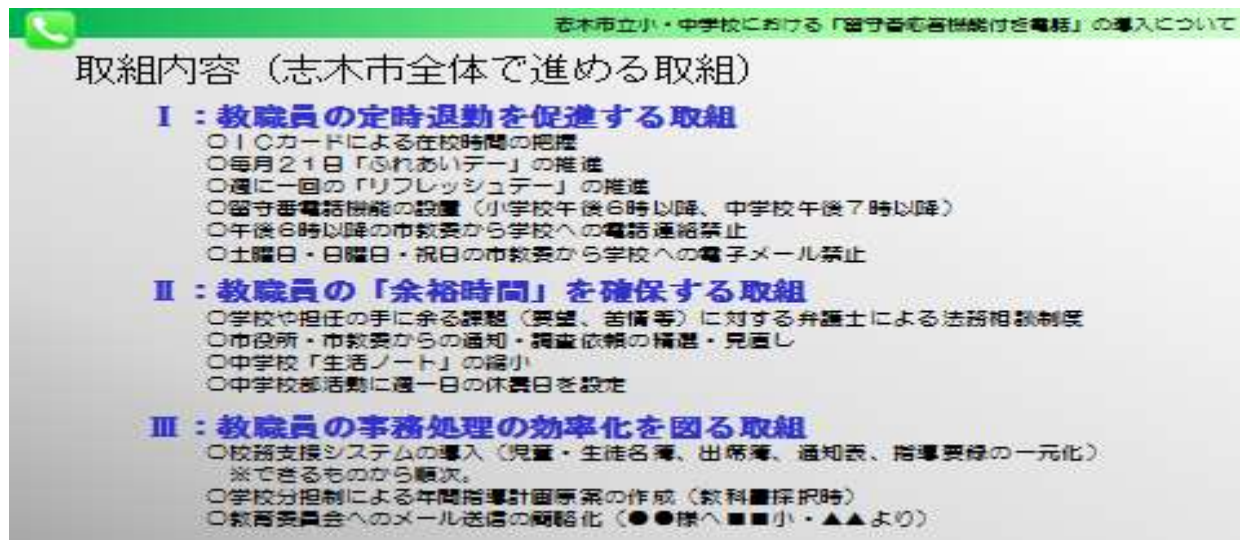 志木市立小・中学校における「留守番応答機能付き電話」の導入について
取組内容（志木市全体で進める取組）
Ⅰ：教職員の定時退勤を促進する取組
○ＩＣカードによる在校時間の把握
○毎月２１日「ふれあいデー」の推進
○週に一回の「リフレッシュデー」の推進
○留守番電話機能の設置（小学校午後６時以降、中学校午後７時以降）
○午後６時以降の市教委から学校への電話連絡禁止
○土曜日・日曜日・祝日の市教委から学校への電子メール禁止
Ⅱ：教職員の「余裕時間」を確保する取組
○学校や担任の手に余る課題（要望、苦情等）に対する弁護士による法務相談制度
○市役所・市教委からの通知・調査依頼の精選・見直し
○中学校「生活ノート」の縮小
○中学校部活動に週一日の休養日を設定
Ⅲ：教職員の事務処理の効率化を図る取組
○校務支援システムの導入（児童・生徒名簿、出席簿、通知表、指導要録の一元化）
※できるものから順次。
○学校分担制による年間指導計画原案の作成（教科書採択時）
○教育委員会へのメール送信の簡略化（●●様へ■■小・▲▲より）